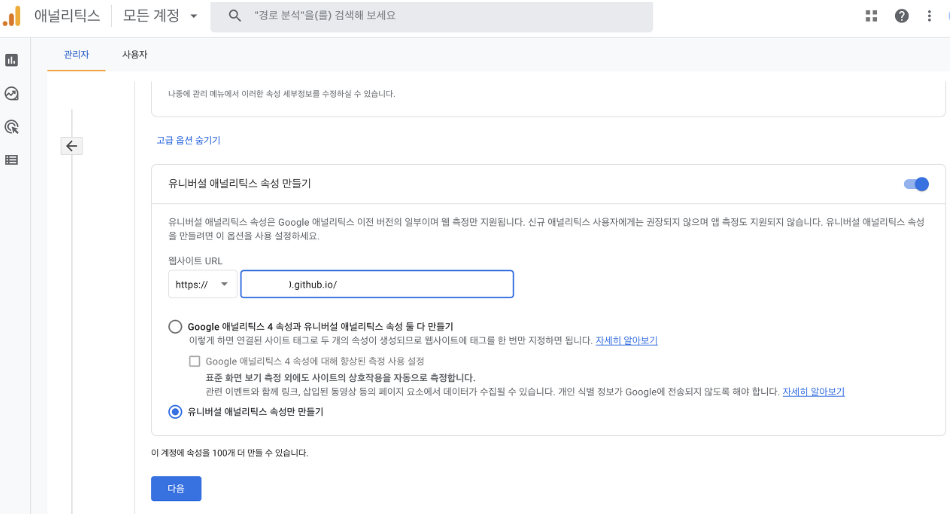 애널리틱스
모든 계정
"경로 분석"을(를) 검색해 보세요
관리자
사용자
나중에 관리 메뉴에서 이러한 속성 세부정보를 수정하실 수 있습니다.
고급 옵션 숨기기
유니버설 애널리틱스 속성 만들기
유니버설 애널리틱스 속성은 Google 애널리틱스 이전 버전의 일부이며 웹 측정만 지원됩니다. 신규 애널리틱스 사용자에게는 권장되지 않으며 앱 측정도 지원되지 않습니다. 유니버설 애널리틱스 속성
을 만들려면 이 옵션을 사용 설정하세요.
웹사이트 URL
https://
.github.io/
Google 애널리틱스 4 속성과 유니버설 애널리틱스 속성 둘 다 만들기
이렇게 하면 연결된 사이트 태그로 두 개의 속성이 생성되므로 웹사이트에 태그를 한 번만 지정하면 됩니다. 자세히 알아보기
Google 애널리틱스 4 속성에 대해 향상된 측정 사용 설정
표준 화면 보기 측정 외에도 사이트의 상호작용을 자동으로 측정합니다.
관련 이벤트와 함께 링크, 삽입된 동영상 등의 페이지 요소에서 데이터가 수집될 수 있습니다. 개인 식별 정보가 Google에 전송되지 않도록 해야 합니다. 자세히 알아보기
유니버설 애널리틱스 속성만 만들기
이 계정에 속성을 100개 더 만들 수 있습니다.
다음